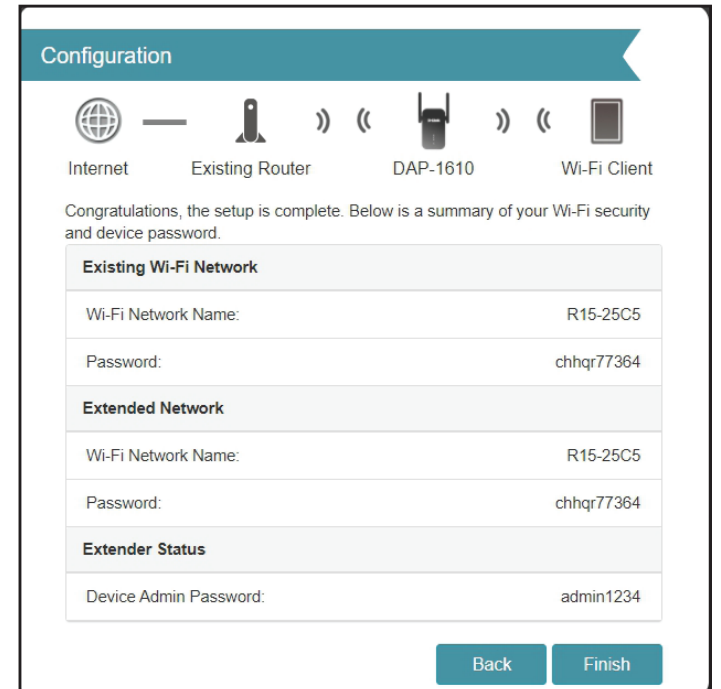 Configuration
Internet Existing Router DAP-1610 Wi-Fi Client
Congratulations, the setup is complete. Below is a summary of your Wi-Fi security
and device password.
Existing Wi-Fi Network
Wi-Fi Network Name: R15-25C5
Password: chhqr77364
Extended Network
Wi-Fi Network Name: R15-25C5
Password: chhqr77364
Extender Status
Device Admin Password: admin1234
Back Finish